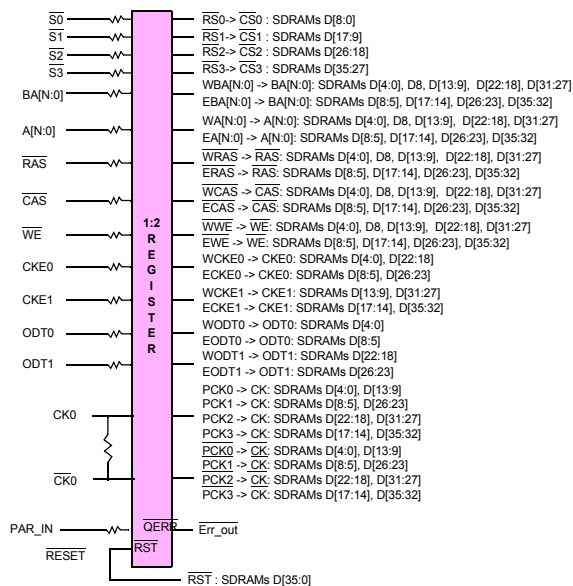 S0
S1
S2
S3
BA[N:0]
A[N:0]
RAS
CAS
WE
CKE0
CKE1
ODT0
ODT1
CK0
CK0
PAR_IN
RESET
1:2
R
E
G
I
S
T
E
R
QERR
RST
RS0-> CS0 : SDRAMs D[8:0]
RS1-> CS1 : SDRAMs D[17:9]
RS2-> CS2 : SDRAMs D[26:18]
RS3-> CS3 : SDRAMs D[35:27]
WBA[N:0] -> BA[N:0]: SDRAMs D[4:0], D8, D[13:9], D[22:18], D[31:27]
EBA[N:0] -> BA[N:0]: SDRAMs D[8:5], D[17:14], D[26:23], D[35:32]
WA[N:0] -> A[N:0]: SDRAMs D[4:0], D8, D[13:9], D[22:18], D[31:27]
EA[N:0] -> A[N:0]: SDRAMs D[8:5], D[17:14], D[26:23], D[35:32]
WRAS -> RAS: SDRAMs D[4:0], D8, D[13:9], D[22:18], D[31:27]
ERAS -> RAS: SDRAMs D[8:5], D[17:14], D[26:23], D[35:32]
WCAS -> CAS: SDRAMs D[4:0], D8, D[13:9], D[22:18], D[31:27]
ECAS -> CAS: SDRAMs D[8:5], D[17:14], D[26:23], D[35:32]
WWE -> WE: SDRAMs D[4:0], D8, D[13:9], D[22:18], D[31:27]
EWE -> WE: SDRAMs D[8:5], D[17:14], D[26:23], D[35:32]
WCKE0 -> CKE0: SDRAMs D[4:0], D[22:18]
ECKE0 -> CKE0: SDRAMs D[8:5], D[26:23]
WCKE1 -> CKE1: SDRAMs D[13:9], D[31:27]
ECKE1 -> CKE1: SDRAMs D[17:14], D[35:32]
WODT0 -> ODT0: SDRAMs D[4:0]
EODT0 -> ODT0: SDRAMs D[8:5]
WODT1 -> ODT1: SDRAMs D[22:18]
EODT1 -> ODT1: SDRAMs D[26:23]
PCK0 -> CK: SDRAMs D[4:0], D[13:9]
PCK1 -> CK: SDRAMs D[8:5], D[26:23]
PCK2 -> CK: SDRAMs D[22:18], D[31:27]
PCK3 -> CK: SDRAMs D[17:14], D[35:32]
PCK0 -> CK: SDRAMs D[4:0], D[13:9]
PCK1 -> CK: SDRAMs D[8:5], D[26:23]
PCK2 -> CK: SDRAMs D[22:18], D[31:27]
PCK3 -> CK: SDRAMs D[17:14], D[35:32]
Err_out
RST : SDRAMs D[35:0]